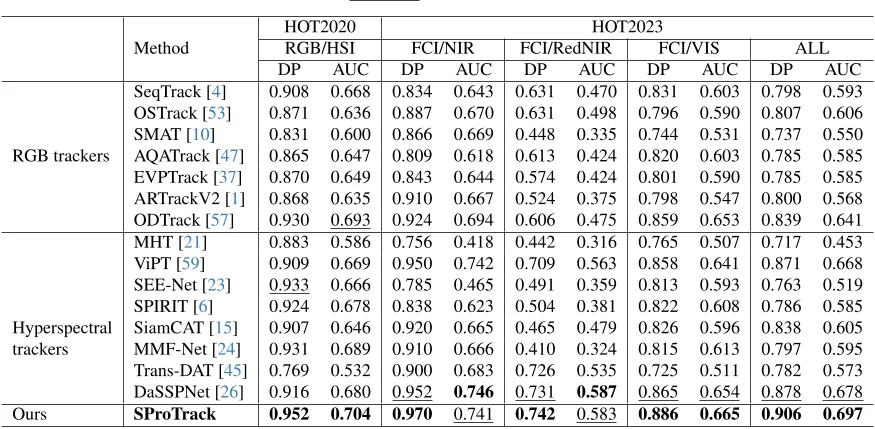 HOT2020 HOT2023
Method RGB/HSI FCI/NIR FCI/RedNIR FCI/VIS ALL
DP AUC DP AUC DP AUC DP AUC DP AUC
SeqTrack [4] 0.908 0.668 0.834 0.643 0.631 0.470 0.831 0.603 0.798 0.593
OSTrack [53] 0.871 0.636 0.887 0.670 0.631 0.498 0.796 0.590 0.807 0.606
SMAT [10] 0.831 0.600 0.866 0.669 0.448 0.335 0.744 0.531 0.737 0.550
RGB trackers AQATrack [47] 0.865 0.647 0.809 0.618 0.613 0.424 0.820 0.603 0.785 0.585
EVPTrack [37] 0.870 0.649 0.843 0.644 0.574 0.424 0.801 0.590 0.785 0.585
ARTrackV2 [1] 0.868 0.635 0.910 0.667 0.524 0.375 0.798 0.547 0.800 0.568
ODTrack [57] 0.930 0.693 0.924 0.694 0.606 0.475 0.859 0.653 0.839 0.641
MHT [21] 0.883 0.586 0.756 0.418 0.442 0.316 0.765 0.507 0.717 0.453
ViPT [59] 0.909 0.669 0.950 0.742 0.709 0.563 0.858 0.641 0.871 0.668
SEE-Net [23] 0.933 0.666 0.785 0.465 0.491 0.359 0.813 0.593 0.763 0.519
SPIRIT [6] 0.924 0.678 0.838 0.623 0.504 0.381 0.822 0.608 0.786 0.585
Hyperspectral SiamCAT [15] 0.907 0.646 0.920 0.665 0.465 0.479 0.826 0.596 0.838 0.605
trackers MMF-Net [24] 0.931 0.689 0.910 0.666 0.410 0.324 0.815 0.613 0.797 0.595
Trans-DAT [45] 0.769 0.532 0.900 0.683 0.726 0.535 0.725 0.511 0.782 0.573
DaSSPNet [26] 0.916 0.680 0.952 0.746 0.731 0.587 0.865 0.654 0.878 0.678
Ours SProTrack 0.952 0.704 0.970 0.741 0.742 0.583 0.886 0.665 0.906 0.697